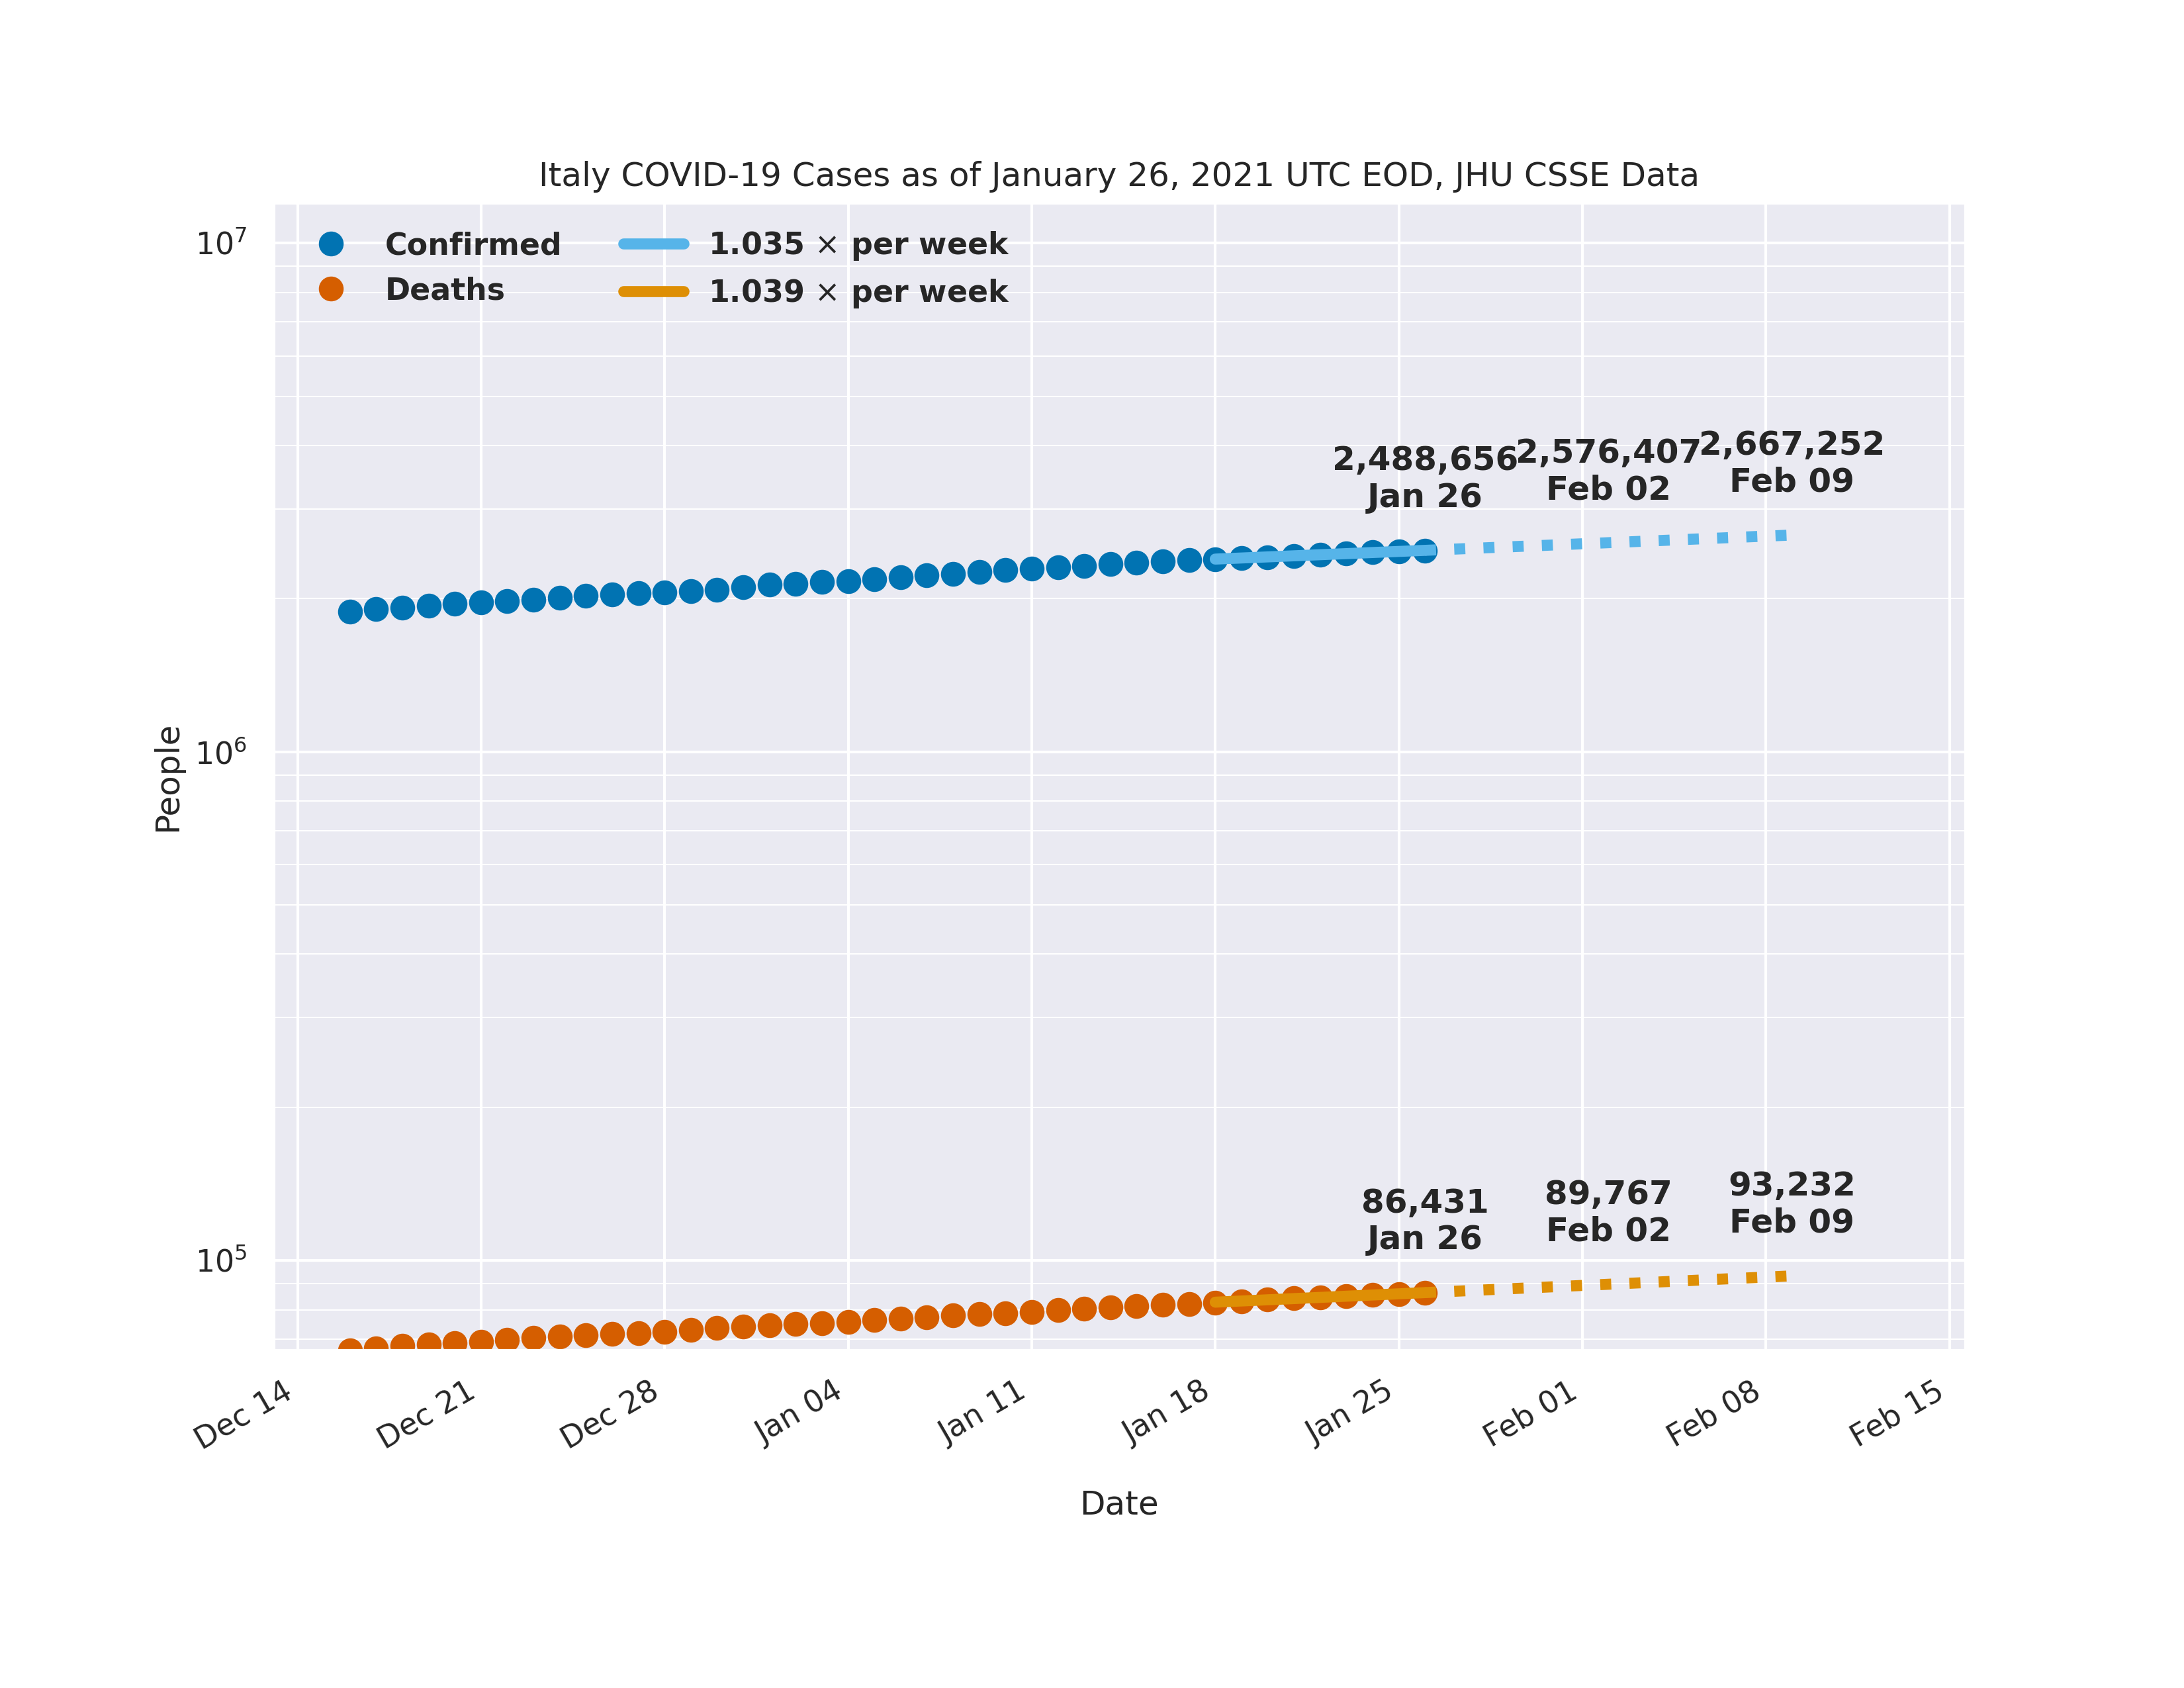 Italy COVID-19 Cases as of January 26, 2021 UTC EOD, JHU CSSE Data
Confirmed
Deaths
1.035 × per week
1.039 × per week
10⁷
10⁶
10⁵
People
2,488,656
Jan 26
2,576,407
Feb 02
2,667,252
Feb 09
86,431
Jan 26
89,767
Feb 02
93,232
Feb 09
Dec 14
Dec 21
Dec 28
Jan 04
Jan 11
Jan 18
Jan 25
Feb 01
Feb 08
Feb 15
Date